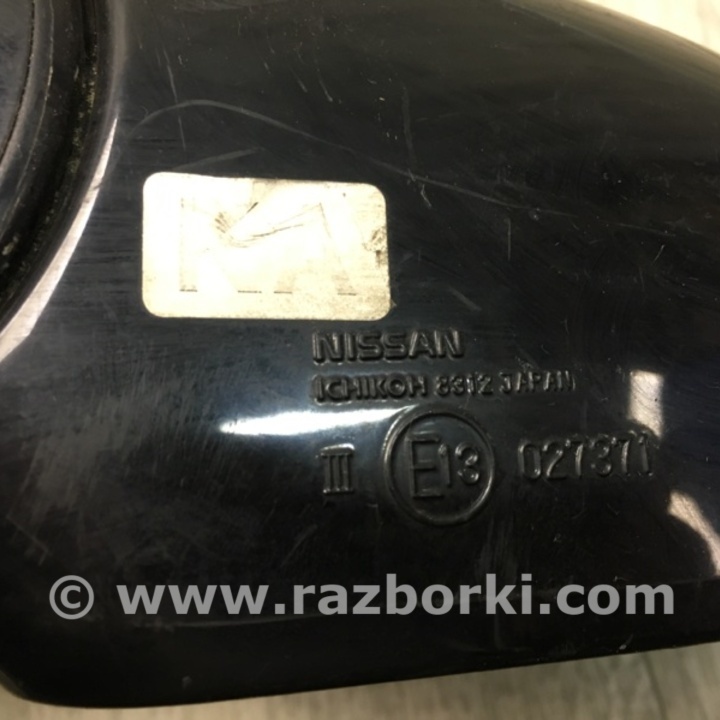 NISSAN
ICHIKOH 8312 JAPAN
III E13 027371
© www.razborki.com